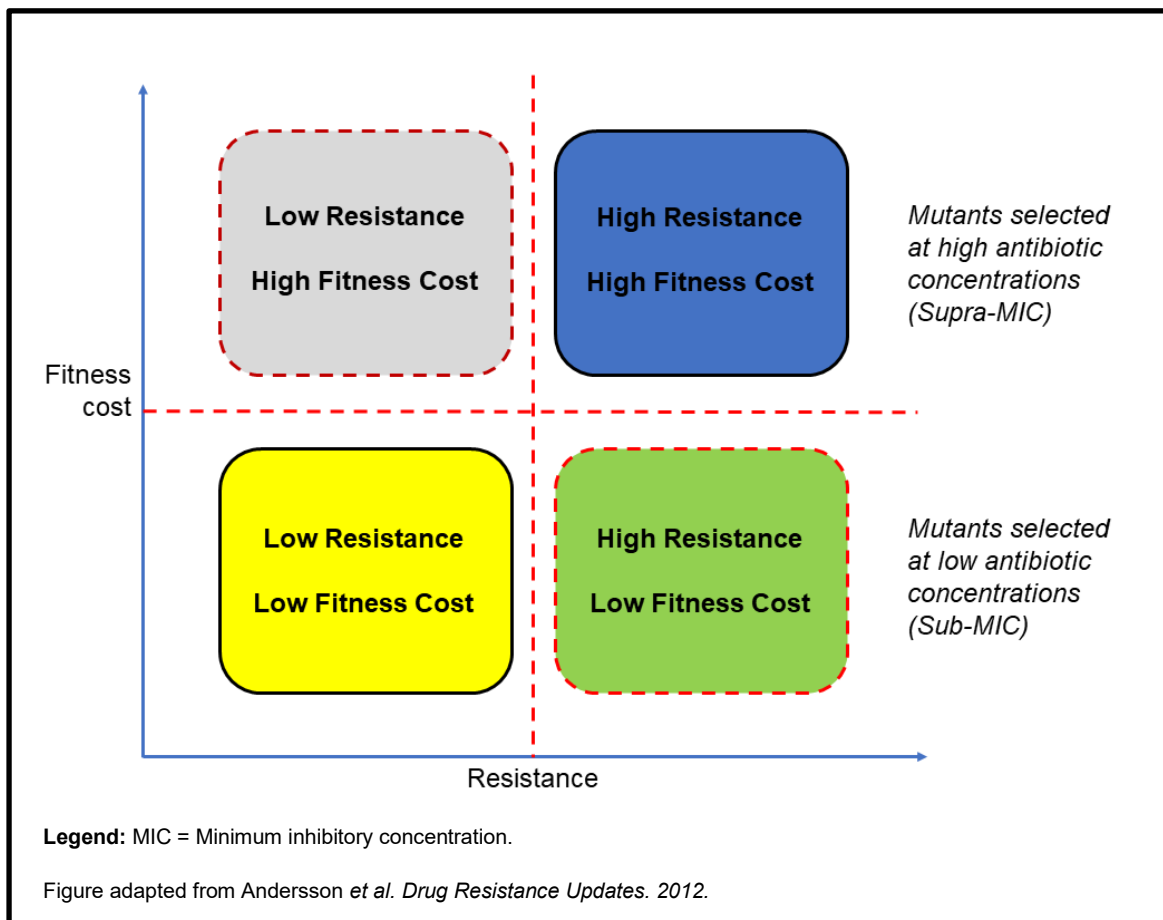 Low Resistance
High Fitness Cost
High Resistance
High Fitness Cost
Mutants selected
at high antibiotic
concentrations
(Supra-MIC)
Fitness
cost
Low Resistance
Low Fitness Cost
High Resistance
Low Fitness Cost
Mutants selected
at low antibiotic
concentrations
(Sub-MIC)
Resistance
Legend: MIC = Minimum inhibitory concentration.
Figure adapted from Andersson et al. Drug Resistance Updates. 2012.